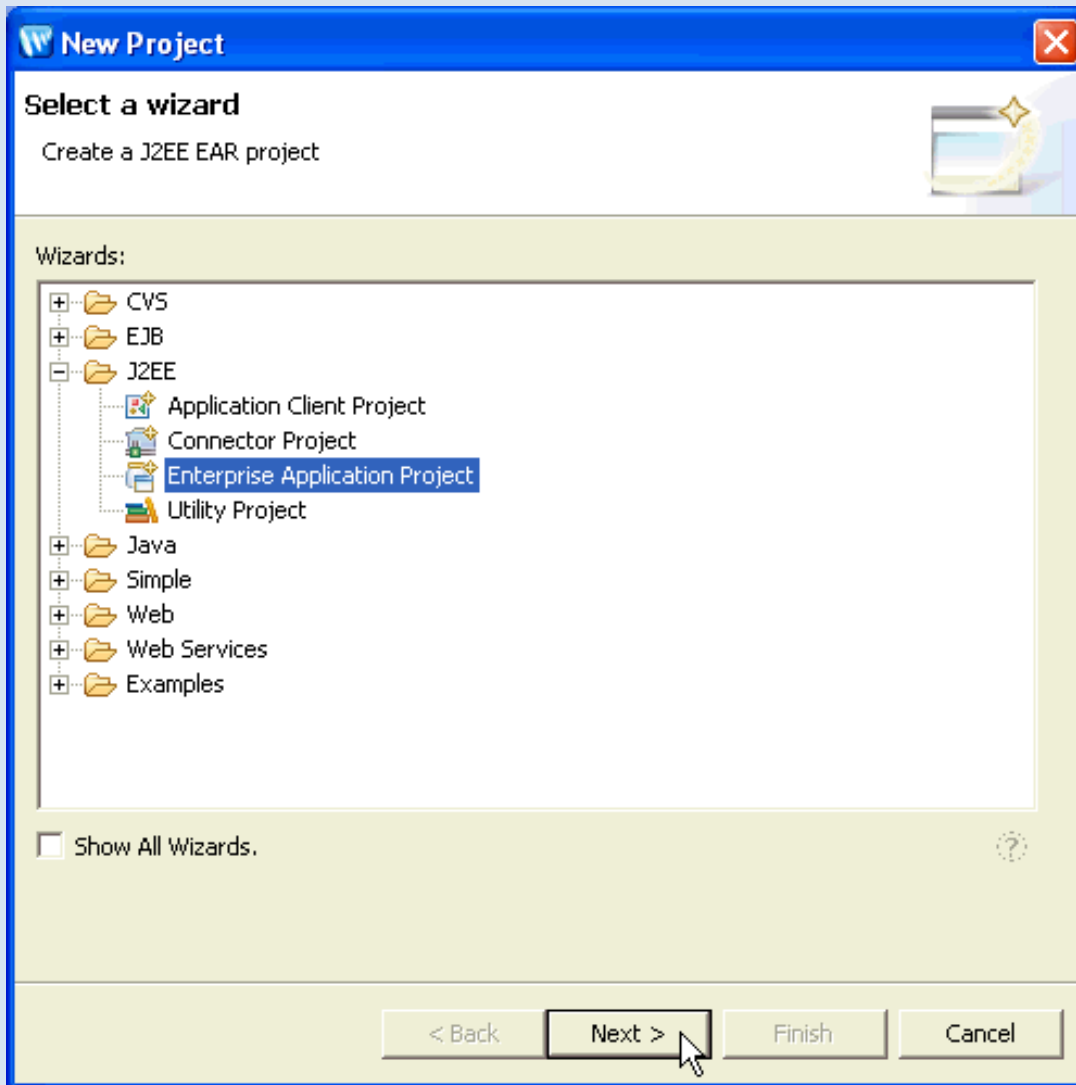 New Project
Select a wizard
Create a J2EE EAR project
Wizards:
CVS
EJB
J2EE
Application Client Project
Connector Project
Enterprise Application Project
Utility Project
Java
Simple
Web
Web Services
Examples
Show All Wizards.
?
< Back Next > Finish Cancel